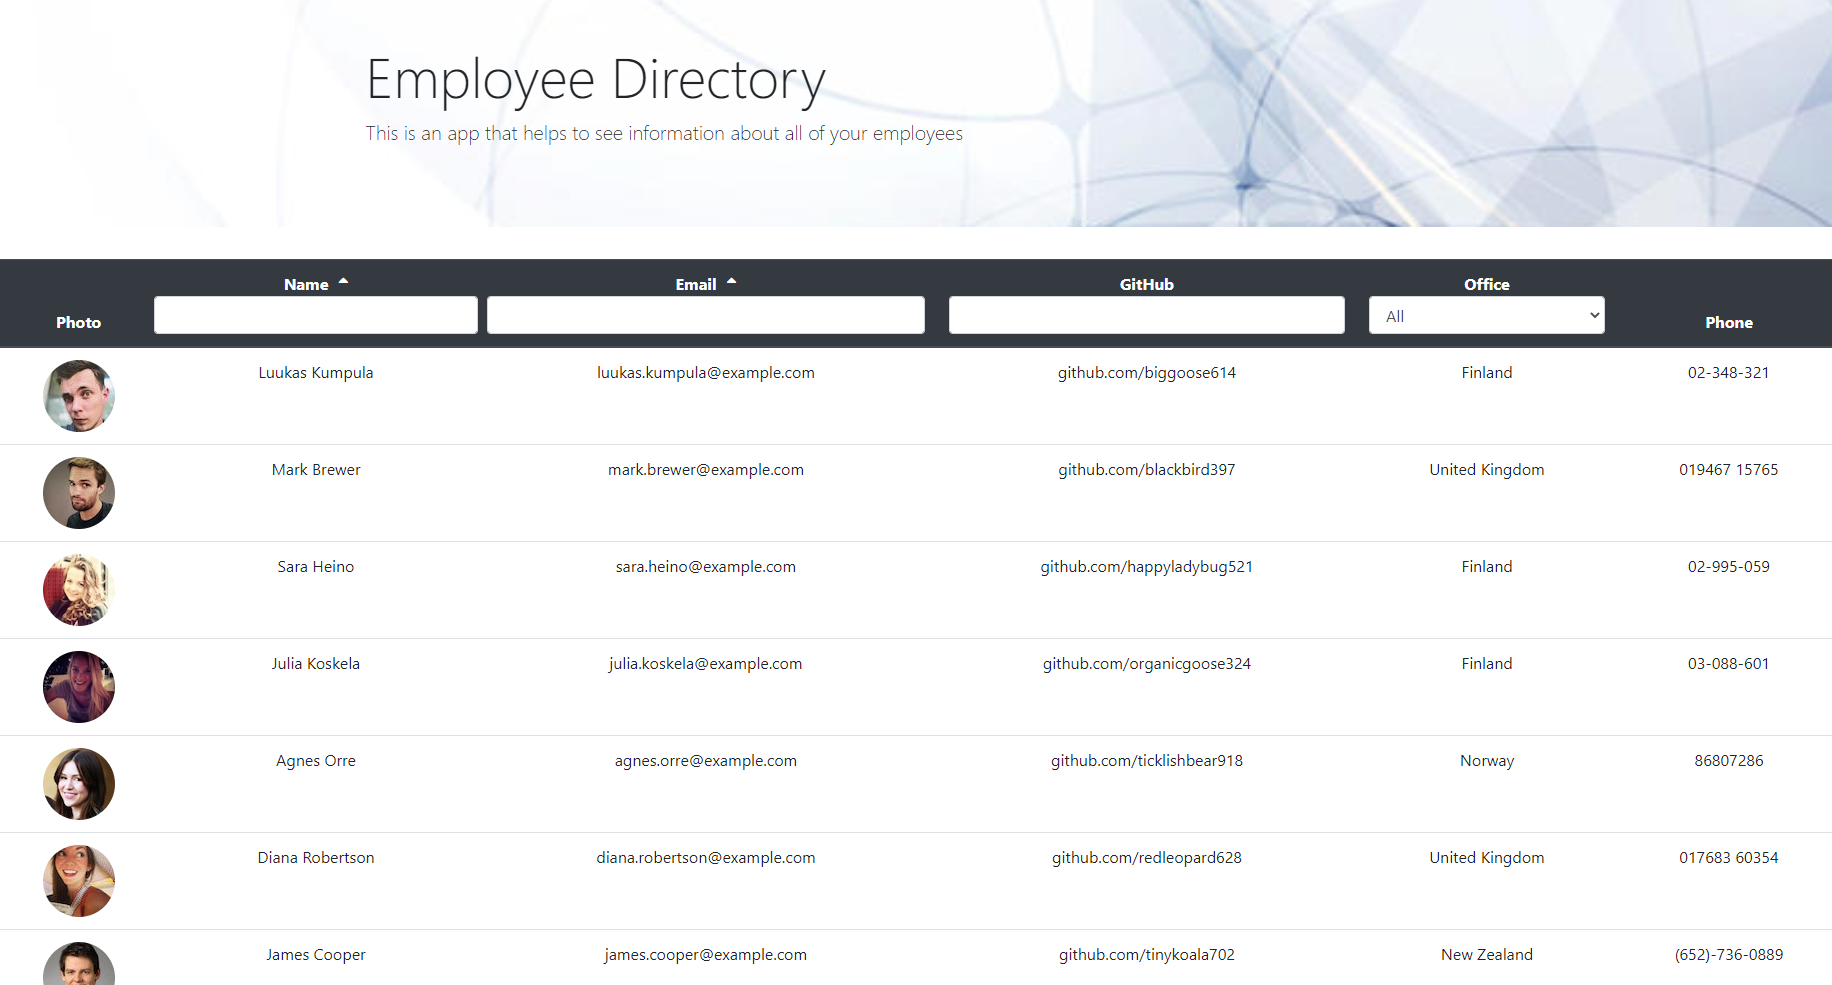 Employee Directory
This is an app that helps to see information about all of your employees
Photo Name Email GitHub Office Phone
All
Luukas Kumpula luukas.kumpula@example.com github.com/biggoose614 Finland 02-348-321
Mark Brewer mark.brewer@example.com github.com/blackbird397 United Kingdom 019467 15765
Sara Heino sara.heino@example.com github.com/happyladybug521 Finland 02-995-059
Julia Koskela julia.koskela@example.com github.com/organicgoose324 Finland 03-088-601
Agnes Orre agnes.orre@example.com github.com/ticklishbear918 Norway 86807286
Diana Robertson diana.robertson@example.com github.com/redleopard628 United Kingdom 017683 60354
James Cooper james.cooper@example.com github.com/tinykoala702 New Zealand (652)-736-0889